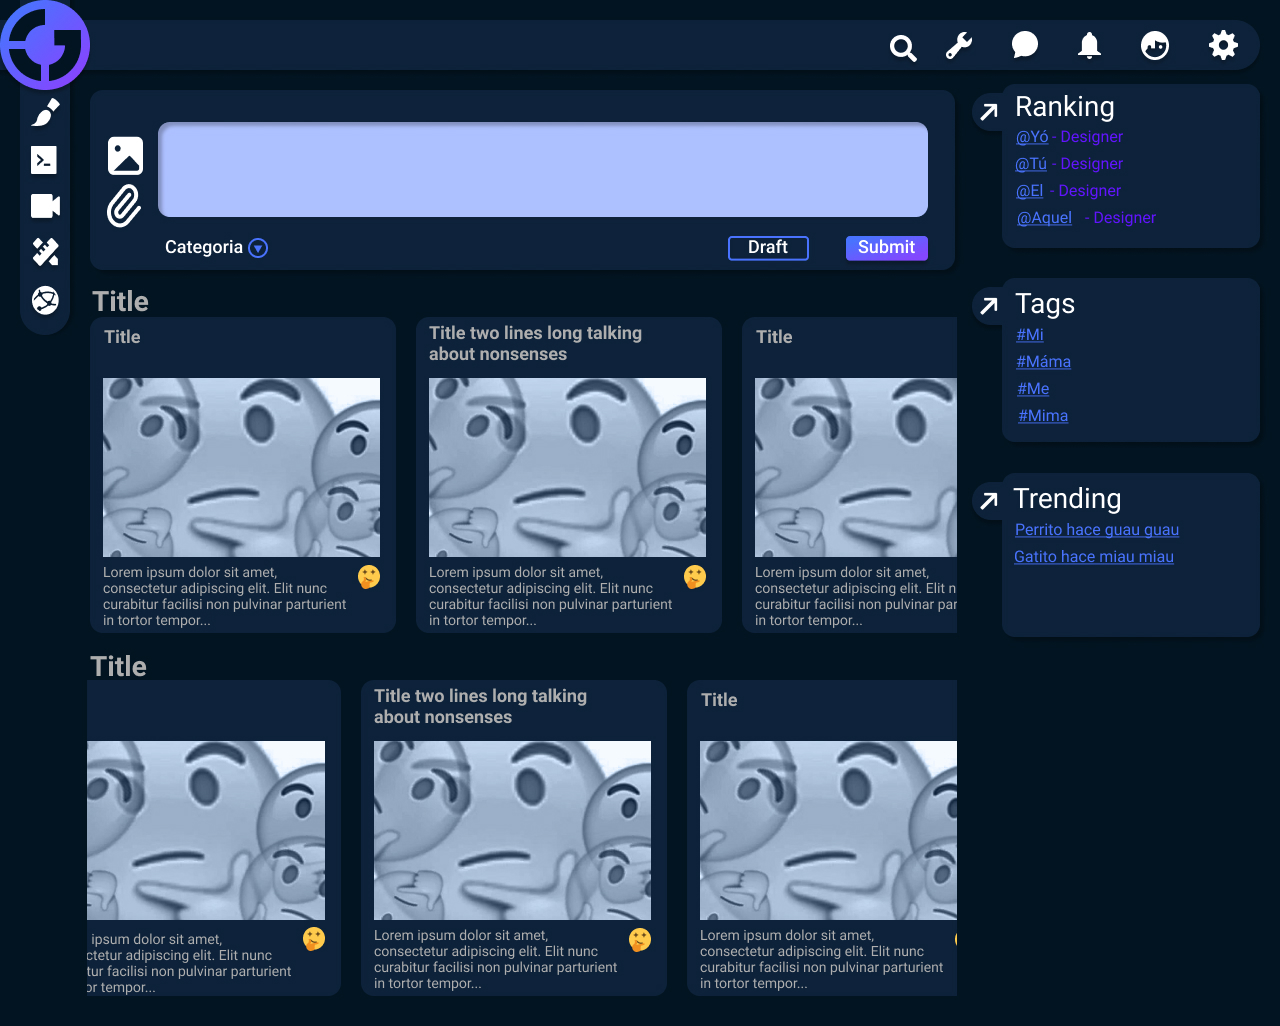 Categoria
Draft
Submit
Title
Title
Lorem ipsum dolor sit amet,
consectetur adipiscing elit. Elit nunc
curabitur facilisi non pulvinar parturient
in tortor tempor...
Title two lines long talking
about nonsenses
Lorem ipsum dolor sit amet,
consectetur adipiscing elit. Elit nunc
curabitur facilisi non pulvinar parturient
in tortor tempor...
Title
Lorem ipsum dolor sit amet,
consectetur adipiscing elit. Elit n
curabitur facilisi non pulvinar par
in tortor tempor...
Title
ipsum dolor sit amet,
ctetur adipiscing elit. Elit nunc
tur facilisi non pulvinar parturient
or tempor...
Title two lines long talking
about nonsenses
Lorem ipsum dolor sit amet,
consectetur adipiscing elit. Elit nunc
curabitur facilisi non pulvinar parturient
in tortor tempor...
Title
Lorem ipsum dolor sit amet,
consectetur adipiscing elit. Elit nunc
curabitur facilisi non pulvinar parturient
in tortor tempor...
Ranking
@Yó - Designer
@Tú - Designer
@El - Designer
@Aquel - Designer
Tags
#Mi
#Máma
#Me
#Mima
Trending
Perrito hace guau guau
Gatito hace miau miau